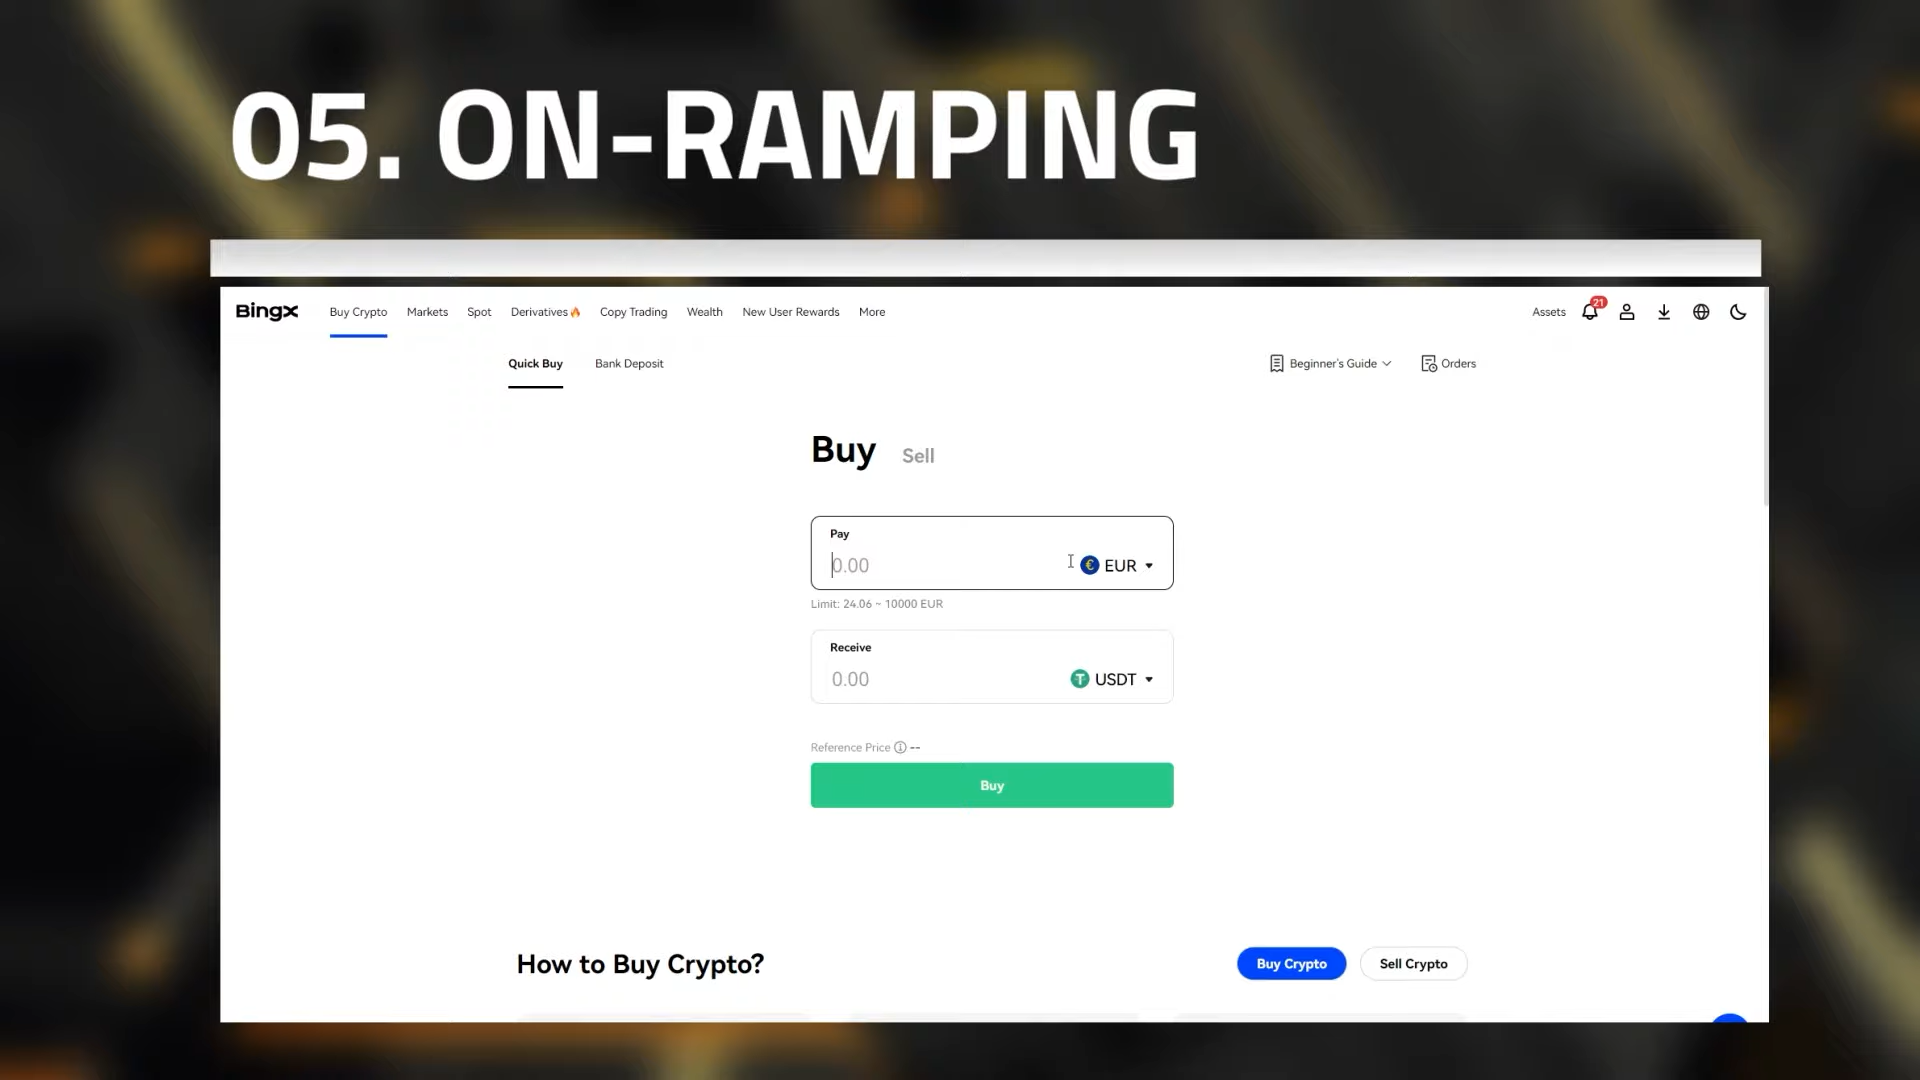 05. ON-RAMPING
BingX Buy Crypto Markets Spot Derivatives Copy Trading Wealth New User Rewards More Assets 21
Quick Buy Bank Deposit Beginner's Guide Orders
Buy Sell
Pay
0.00 € EUR
Limit: 24.06 ~ 10000 EUR
Receive
0.00 T USDT
Reference Price --
Buy
How to Buy Crypto? Buy Crypto Sell Crypto